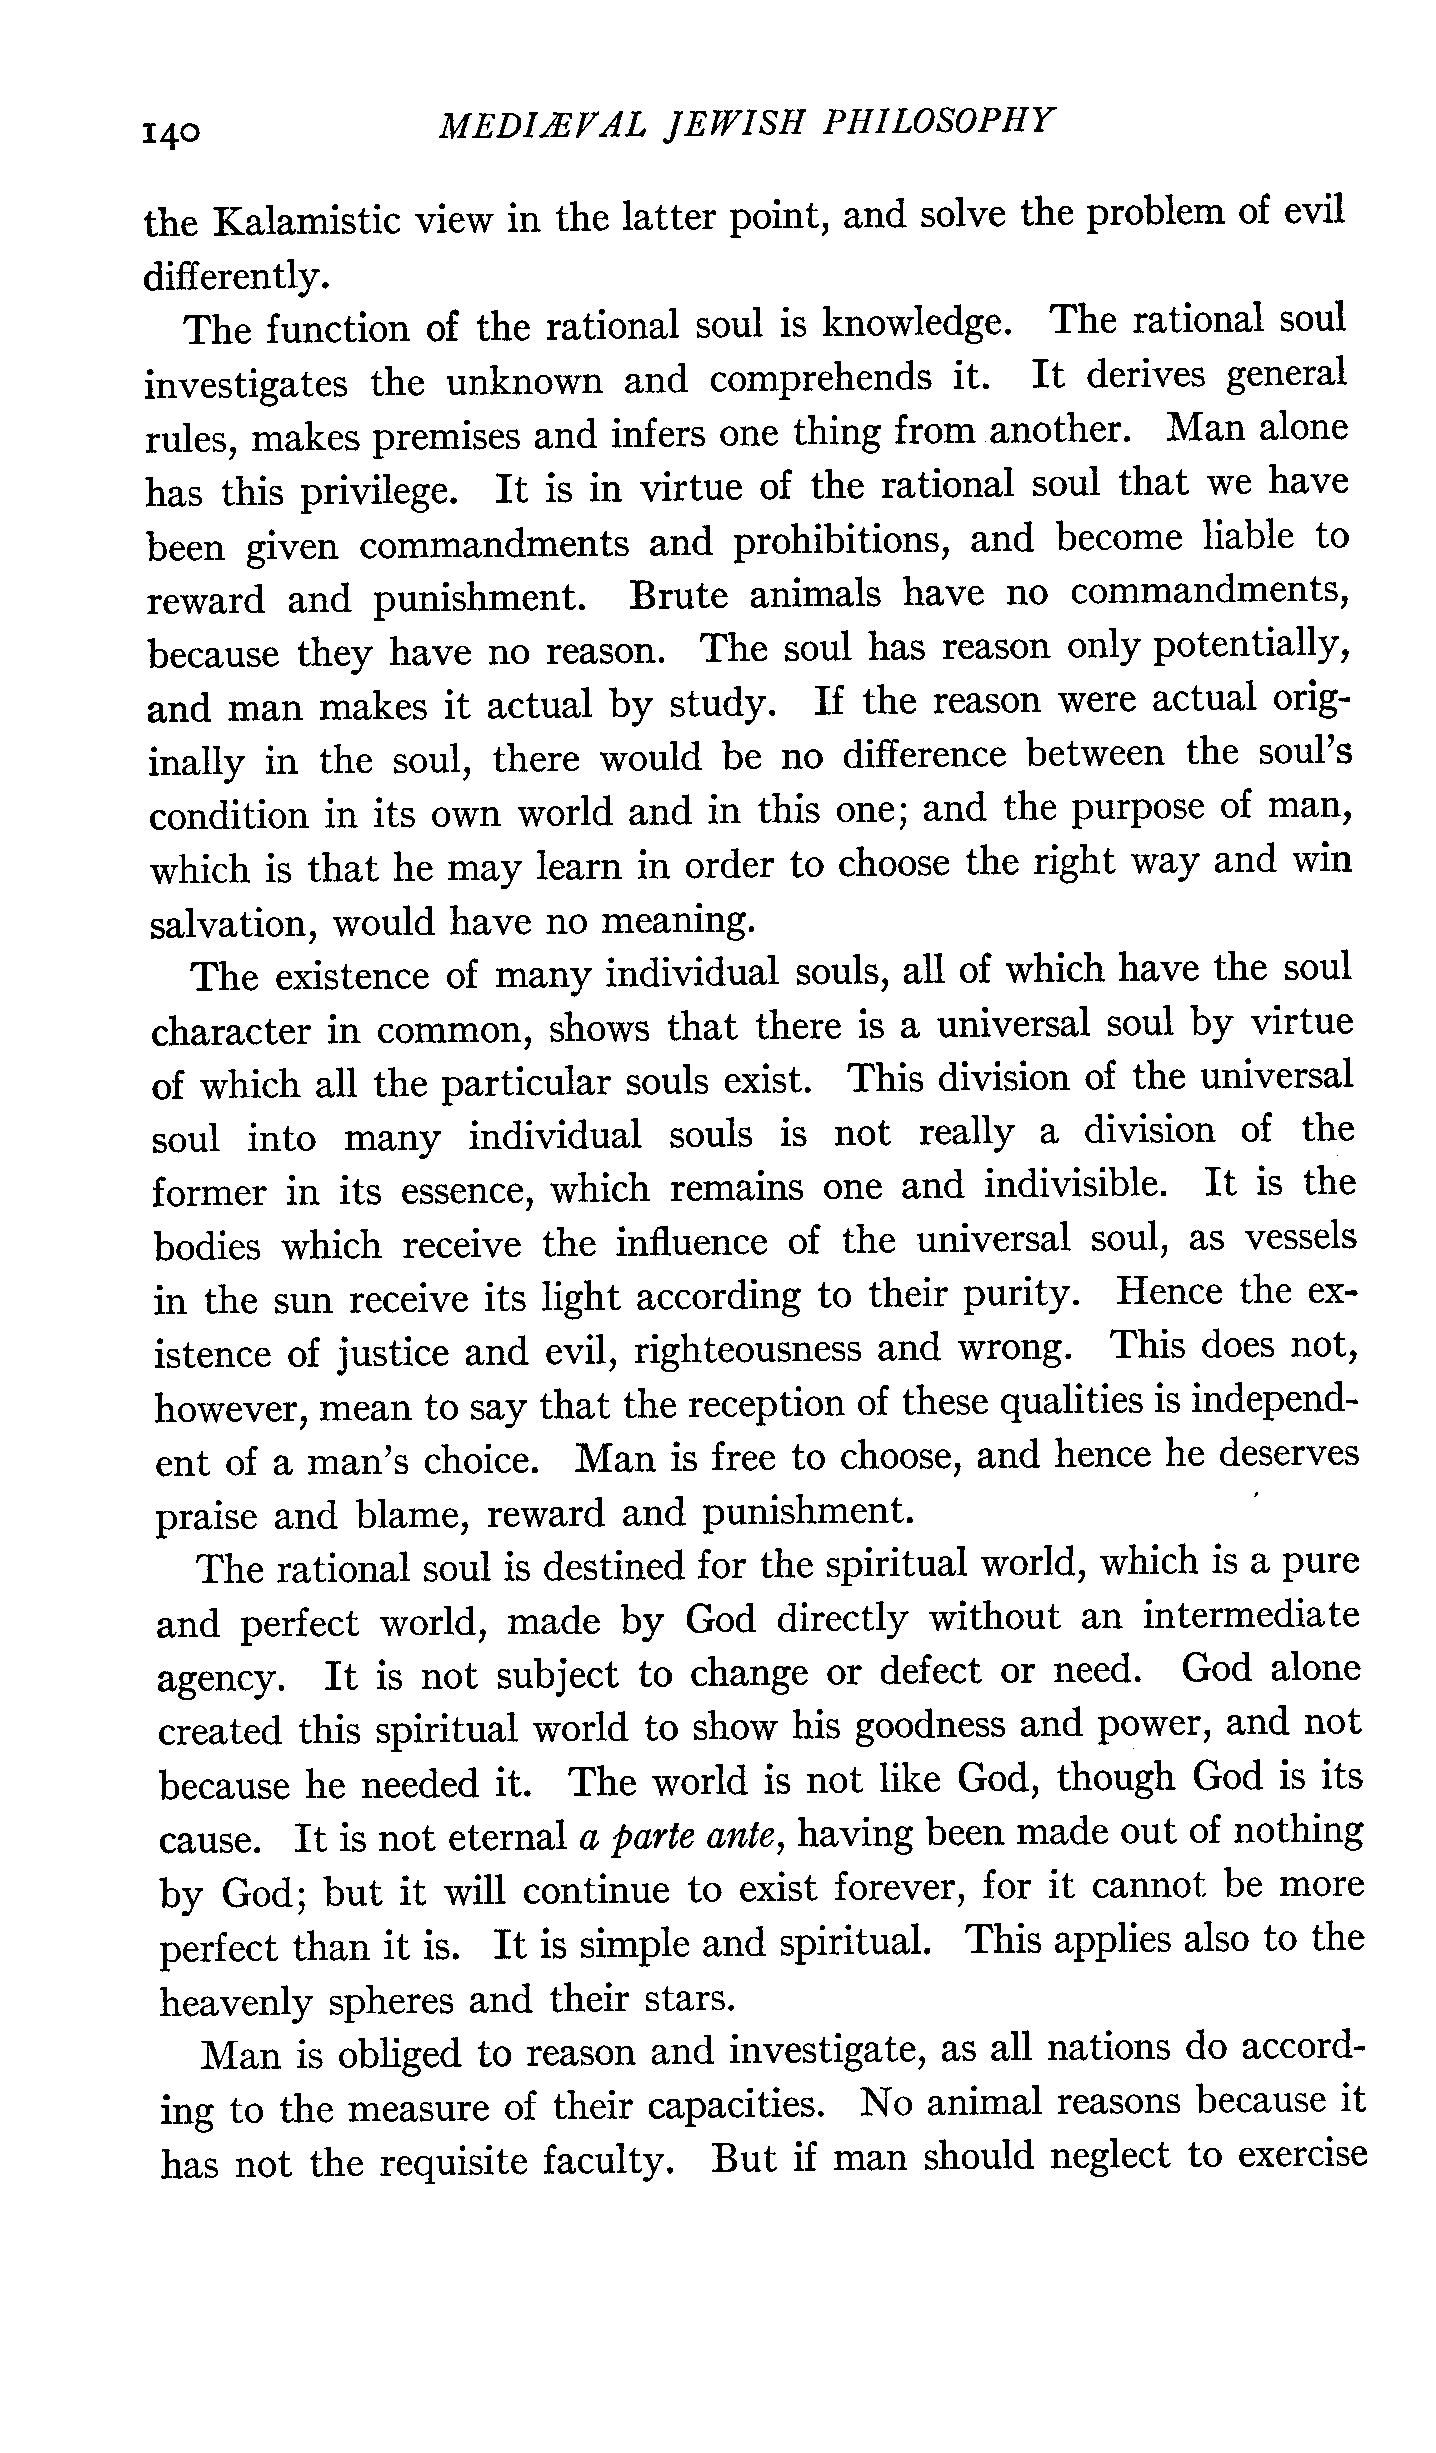 140 MEDIÆVAL JEWISH PHILOSOPHY
the Kalamistic view in the latter point, and solve the problem of evil
differently.
The function of the rational soul is knowledge. The rational soul
investigates the unknown and comprehends it. It derives general
rules, makes premises and infers one thing from another. Man alone
has this privilege. It is in virtue of the rational soul that we have
been given commandments and prohibitions, and become liable to
reward and punishment. Brute animals have no commandments,
because they have no reason. The soul has reason only potentially,
and man makes it actual by study. If the reason were actual orig-
inally in the soul, there would be no difference between the soul's
condition in its own world and in this one; and the purpose of man,
which is that he may learn in order to choose the right way and win
salvation, would have no meaning.
The existence of many individual souls, all of which have the soul
character in common, shows that there is a universal soul by virtue
of which all the particular souls exist. This division of the universal
soul into many individual souls is not really a division of the
former in its essence, which remains one and indivisible. It is the
bodies which receive the influence of the universal soul, as vessels
in the sun receive its light according to their purity. Hence the ex-
istence of justice and evil, righteousness and wrong. This does not,
however, mean to say that the reception of these qualities is independ-
ent of a man's choice. Man is free to choose, and hence he deserves
praise and blame, reward and punishment.
The rational soul is destined for the spiritual world, which is a pure
and perfect world, made by God directly without an intermediate
agency. It is not subject to change or defect or need. God alone
created this spiritual world to show his goodness and power, and not
because he needed it. The world is not like God, though God is its
cause. It is not eternal a parte ante, having been made out of nothing
by God; but it will continue to exist forever, for it cannot be more
perfect than it is. It is simple and spiritual. This applies also to the
heavenly spheres and their stars.
Man is obliged to reason and investigate, as all nations do accord-
ing to the measure of their capacities. No animal reasons because it
has not the requisite faculty. But if man should neglect to exercise